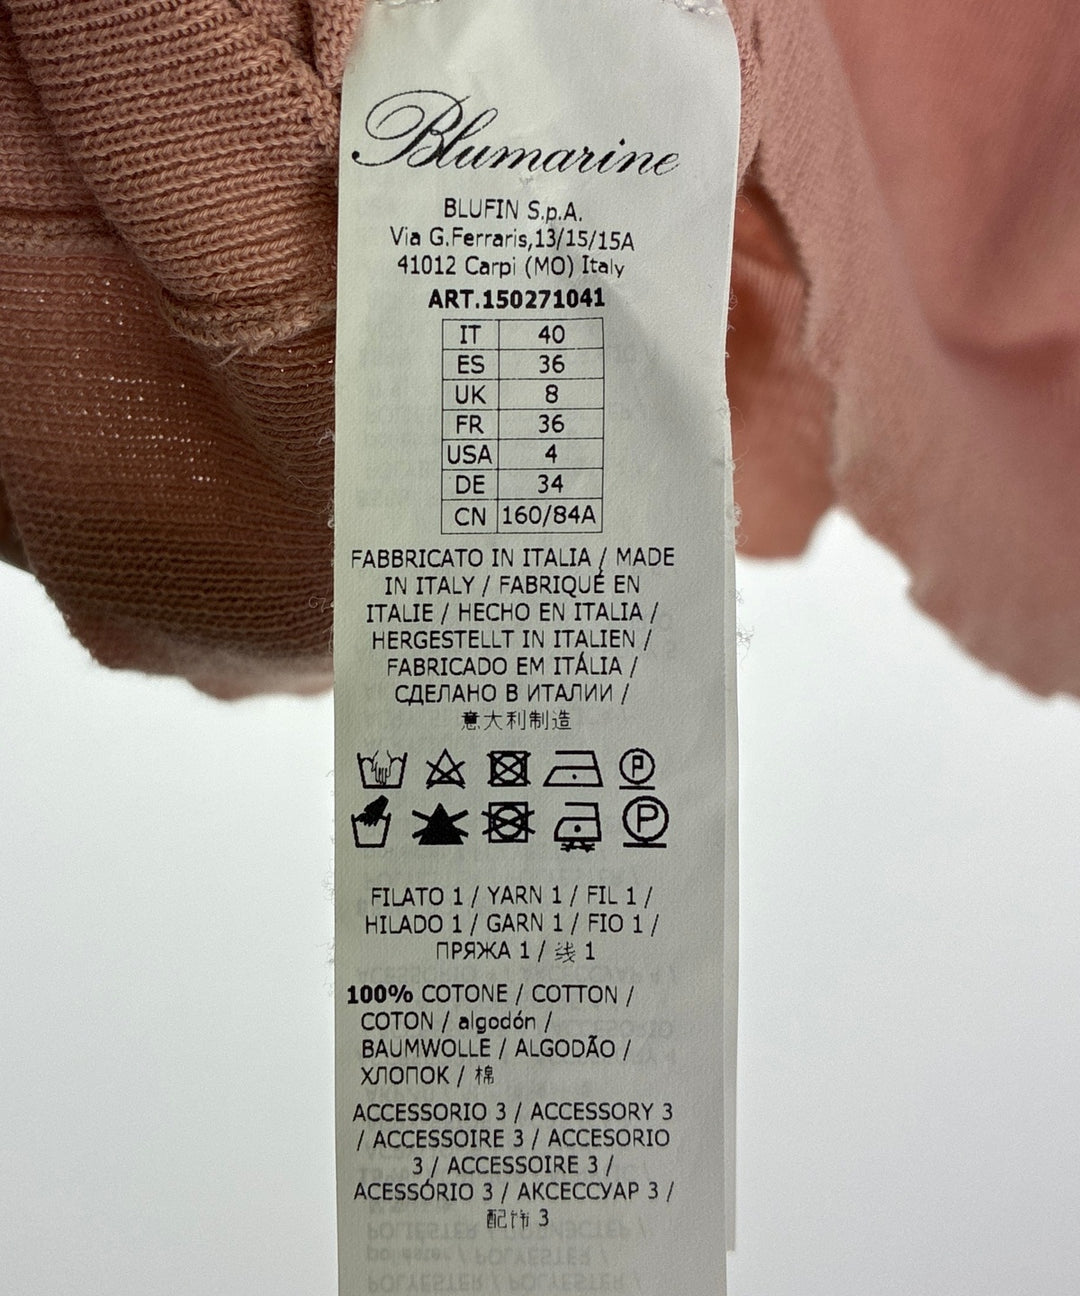 Blumarine
BLUFIN S.p.A.
Via G.Ferraris,13/15/15A
41012 Carpi (MO) Italy
ART.150271041
IT 40
ES 36
UK 8
FR 36
USA 4
DE 34
CN 160/84A
FABBRICATO IN ITALIA / MADE
IN ITALY / FABRIQUÉ EN
ITALIE / HECHO EN ITALIA /
HERGESTELLT IN ITALIEN /
FABRICADO EM ITÁLIA /
СДЕЛАНО В ИТАЛИИ /
意大利制造
P
P
FILATO 1 / YARN 1 / FIL 1 /
HILADO 1 / GARN 1 / FIO 1 /
ПРЯЖА 1 / 线 1
100% COTONE / COTTON /
COTON / algodón /
BAUMWOLLE / ALGODÃO /
ХЛОПОК / 棉
ACCESSORIO 3 / ACCESSORY 3
/ ACCESSOIRE 3 / ACCESORIO
3 / ACCESSOIRE 3 /
ACESSÓRIO 3 / АКСЕССУАР 3 /
配饰 3